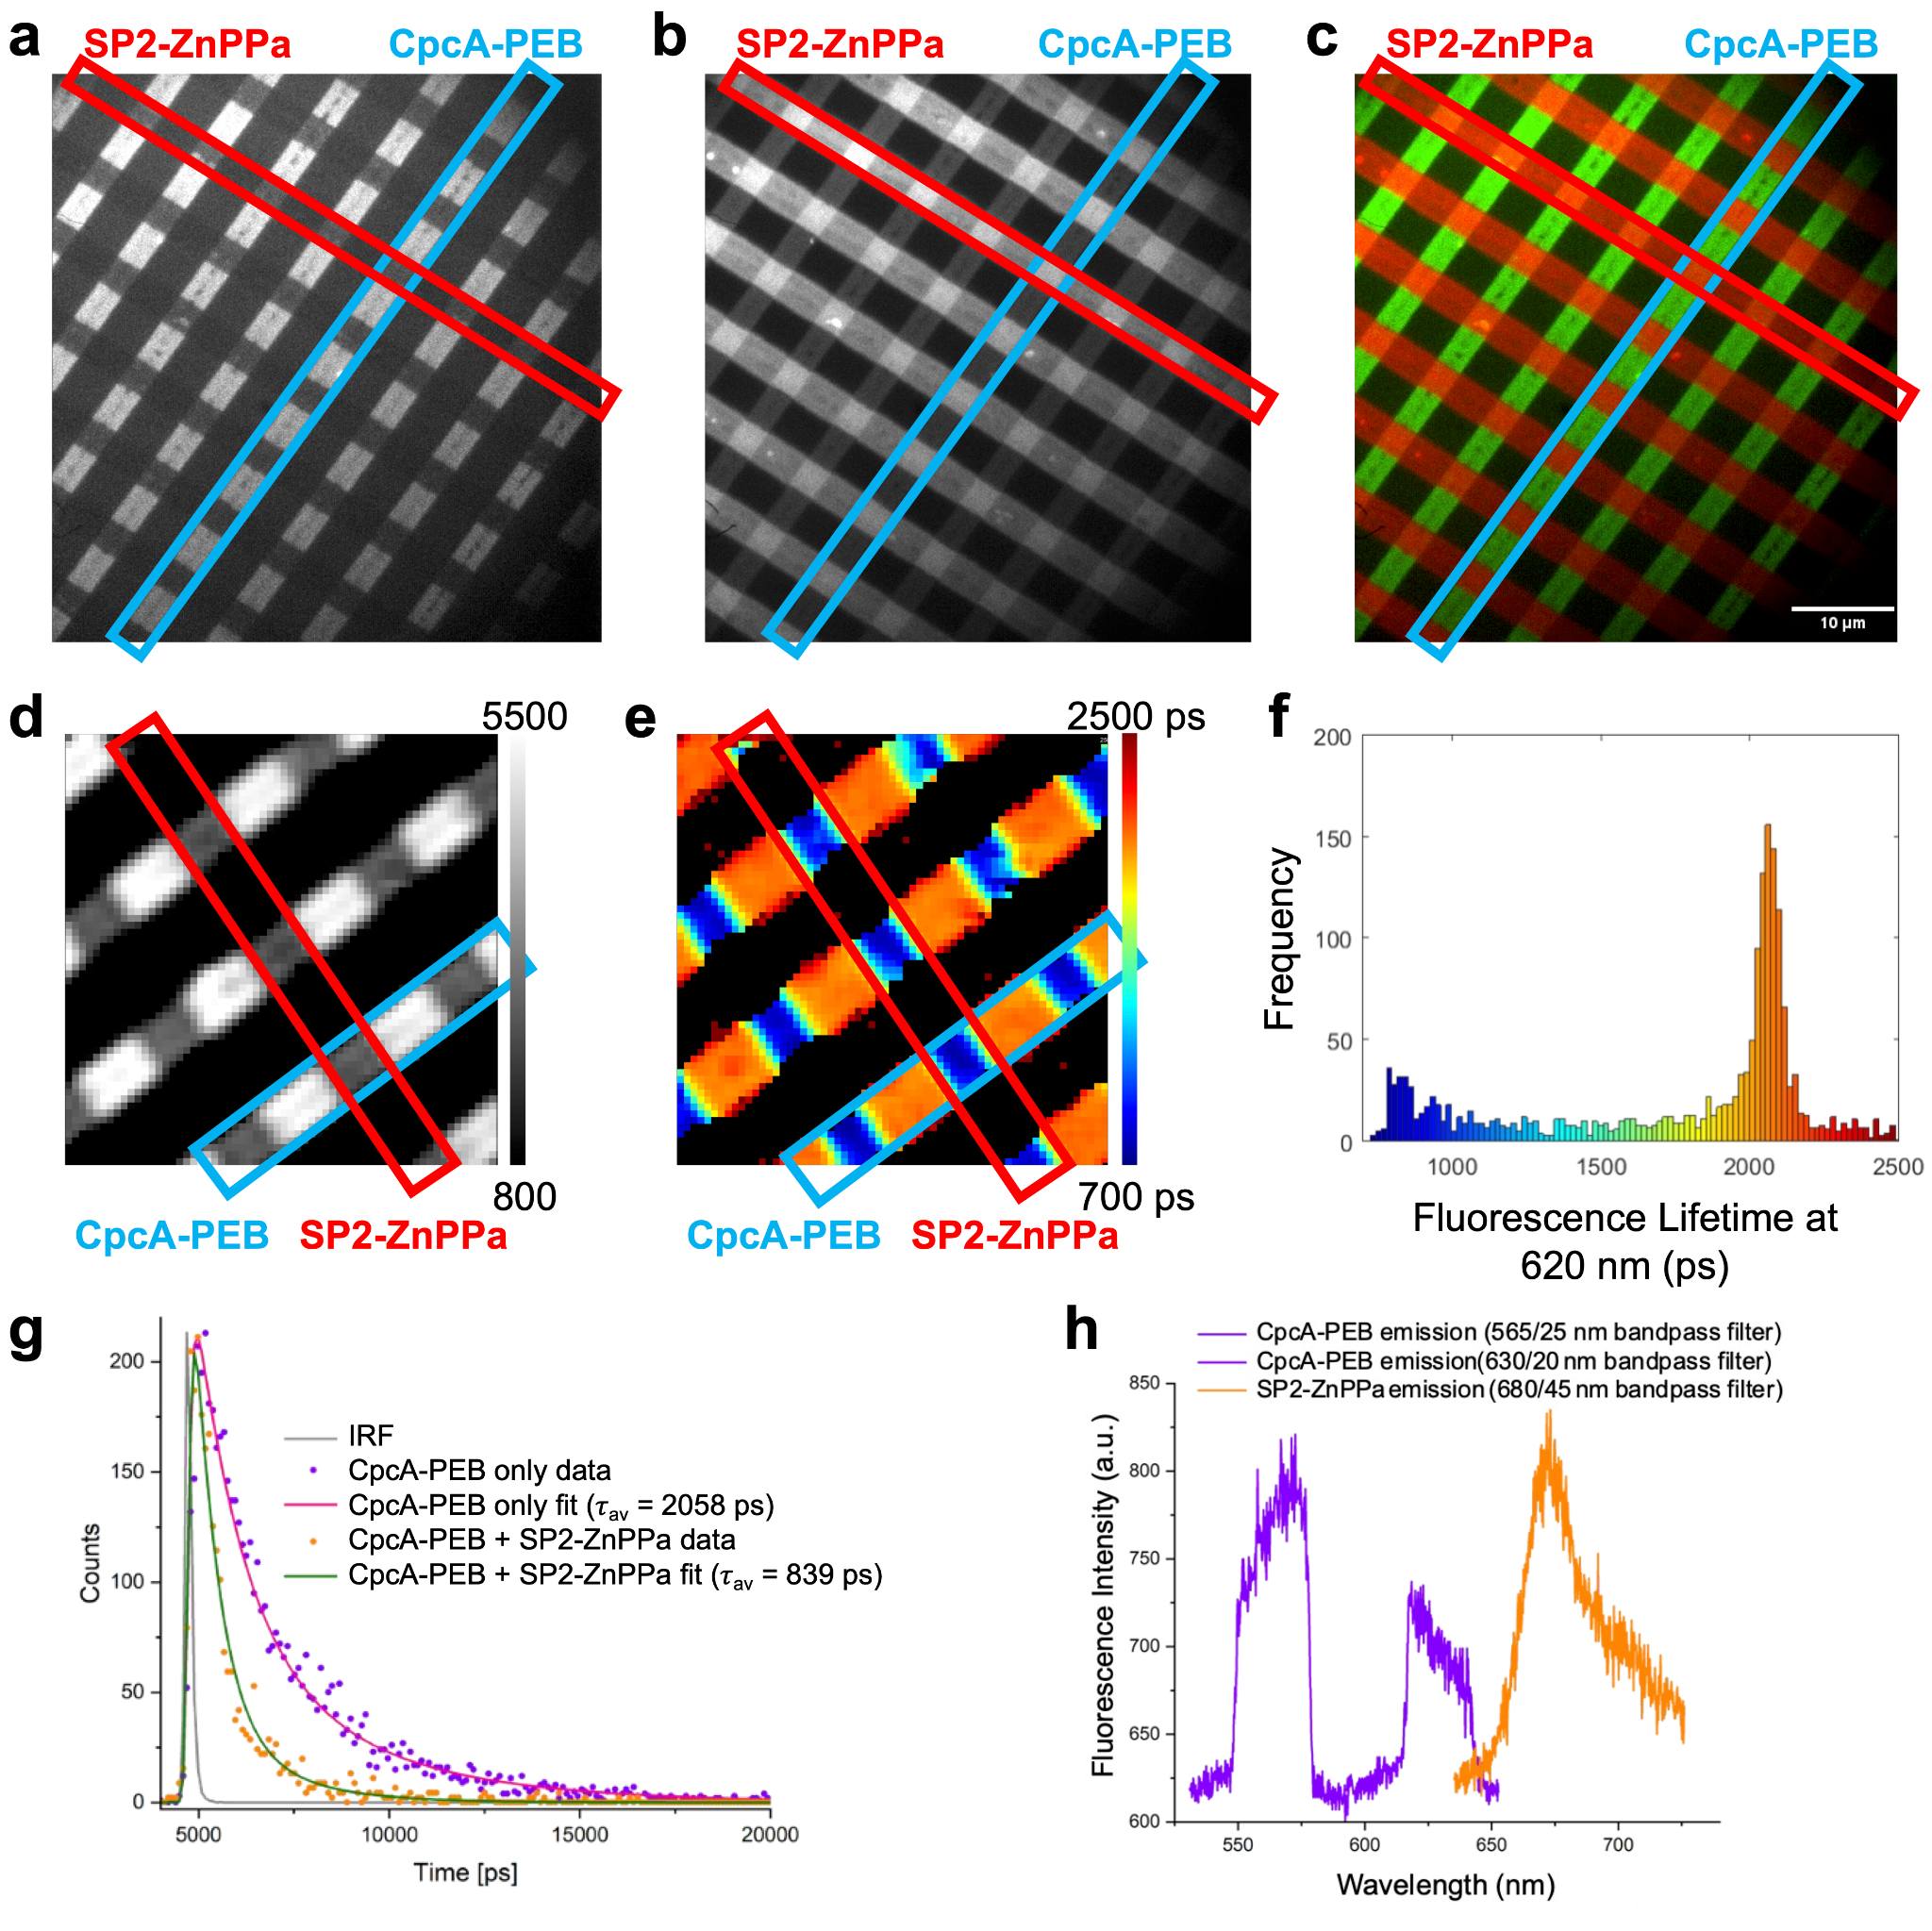 a
SP2-ZnPPa
CpcA-PEB
b
SP2-ZnPPa
CpcA-PEB
c
SP2-ZnPPa
CpcA-PEB
10 µm
d
5500
800
CpcA-PEB
SP2-ZnPPa
e
2500 ps
700 ps
CpcA-PEB
SP2-ZnPPa
f
200
150
100
50
0
Frequency
1000
1500
2000
2500
Fluorescence Lifetime at
620 nm (ps)
g
200
150
100
50
0
Counts
IRF
CpcA-PEB only data
CpcA-PEB only fit (τav = 2058 ps)
CpcA-PEB + SP2-ZnPPa data
CpcA-PEB + SP2-ZnPPa fit (τav = 839 ps)
5000
10000
15000
20000
Time [ps]
h
CpcA-PEB emission (565/25 nm bandpass filter)
CpcA-PEB emission(630/20 nm bandpass filter)
SP2-ZnPPa emission (680/45 nm bandpass filter)
850
800
750
700
650
600
Fluorescence Intensity (a.u.)
550
600
650
700
Wavelength (nm)